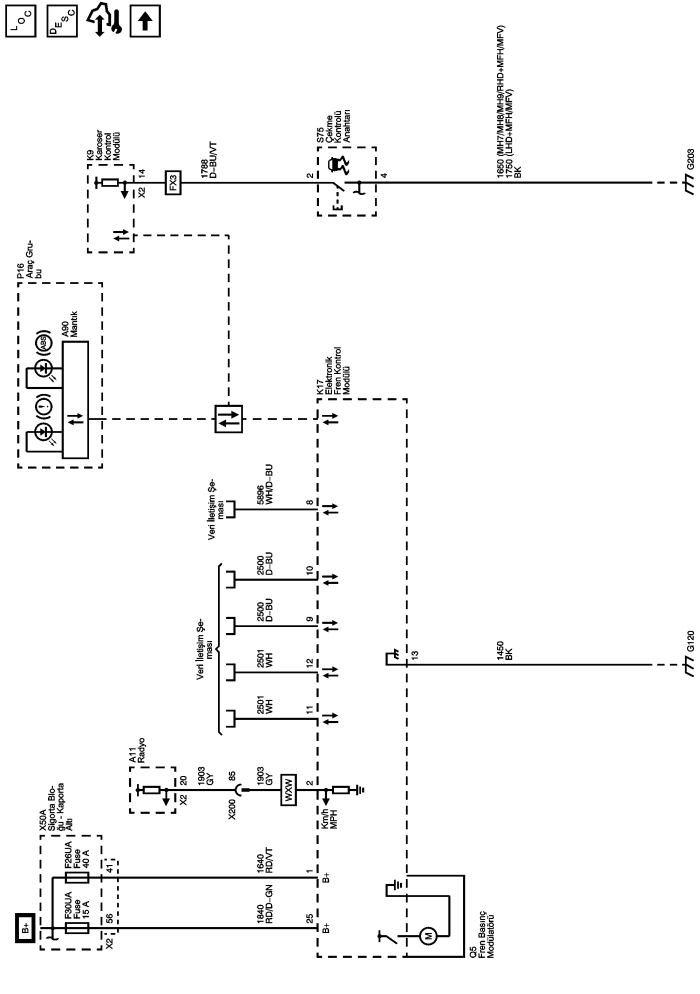 LOC
DESC
B+
X50A
Sigorta Blo-
ğu - Kaporta
Altı
F30UA
Fuse
15 A
F26UA
Fuse
40 A
X2
56
41
1840
RD/D-GN
1640
RD/VT
25
1
B+
B+
A11
Radyo
X2
20
1903
GY
X200
85
1903
GY
WXW
2
Km/h
MPH
Veri İletişim Şe-
ması
2501
WH
11
2501
WH
12
2500
D-BU
9
2500
D-BU
10
Veri İletişim Şe-
ması
5896
WH/D-BU
8
P16
Araç Gru-
bu
A90
Mantık
!
ABS
K9
Karoser
Kontrol
Modülü
X2
14
FX3
1788
D-BU/VT
2
S75
Çekme
Kontrolü
Anahtarı
4
1650 (MH7/MH8/MH9/RHD+MFH/MFV)
1750 (LHD+MFH/MFV)
BK
G203
K17
Elektronik
Fren Kontrol
Modülü
13
1450
BK
G120
M
Q5
Fren Basınç
Modülatörü